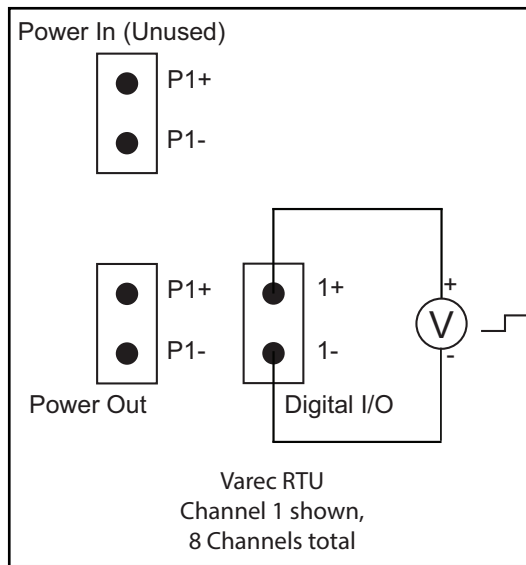 Power In (Unused)
P1+
P1-
P1+
P1-
Power Out
1+
1-
Digital I/O
+
V
-
Varec RTU
Channel 1 shown,
8 Channels total